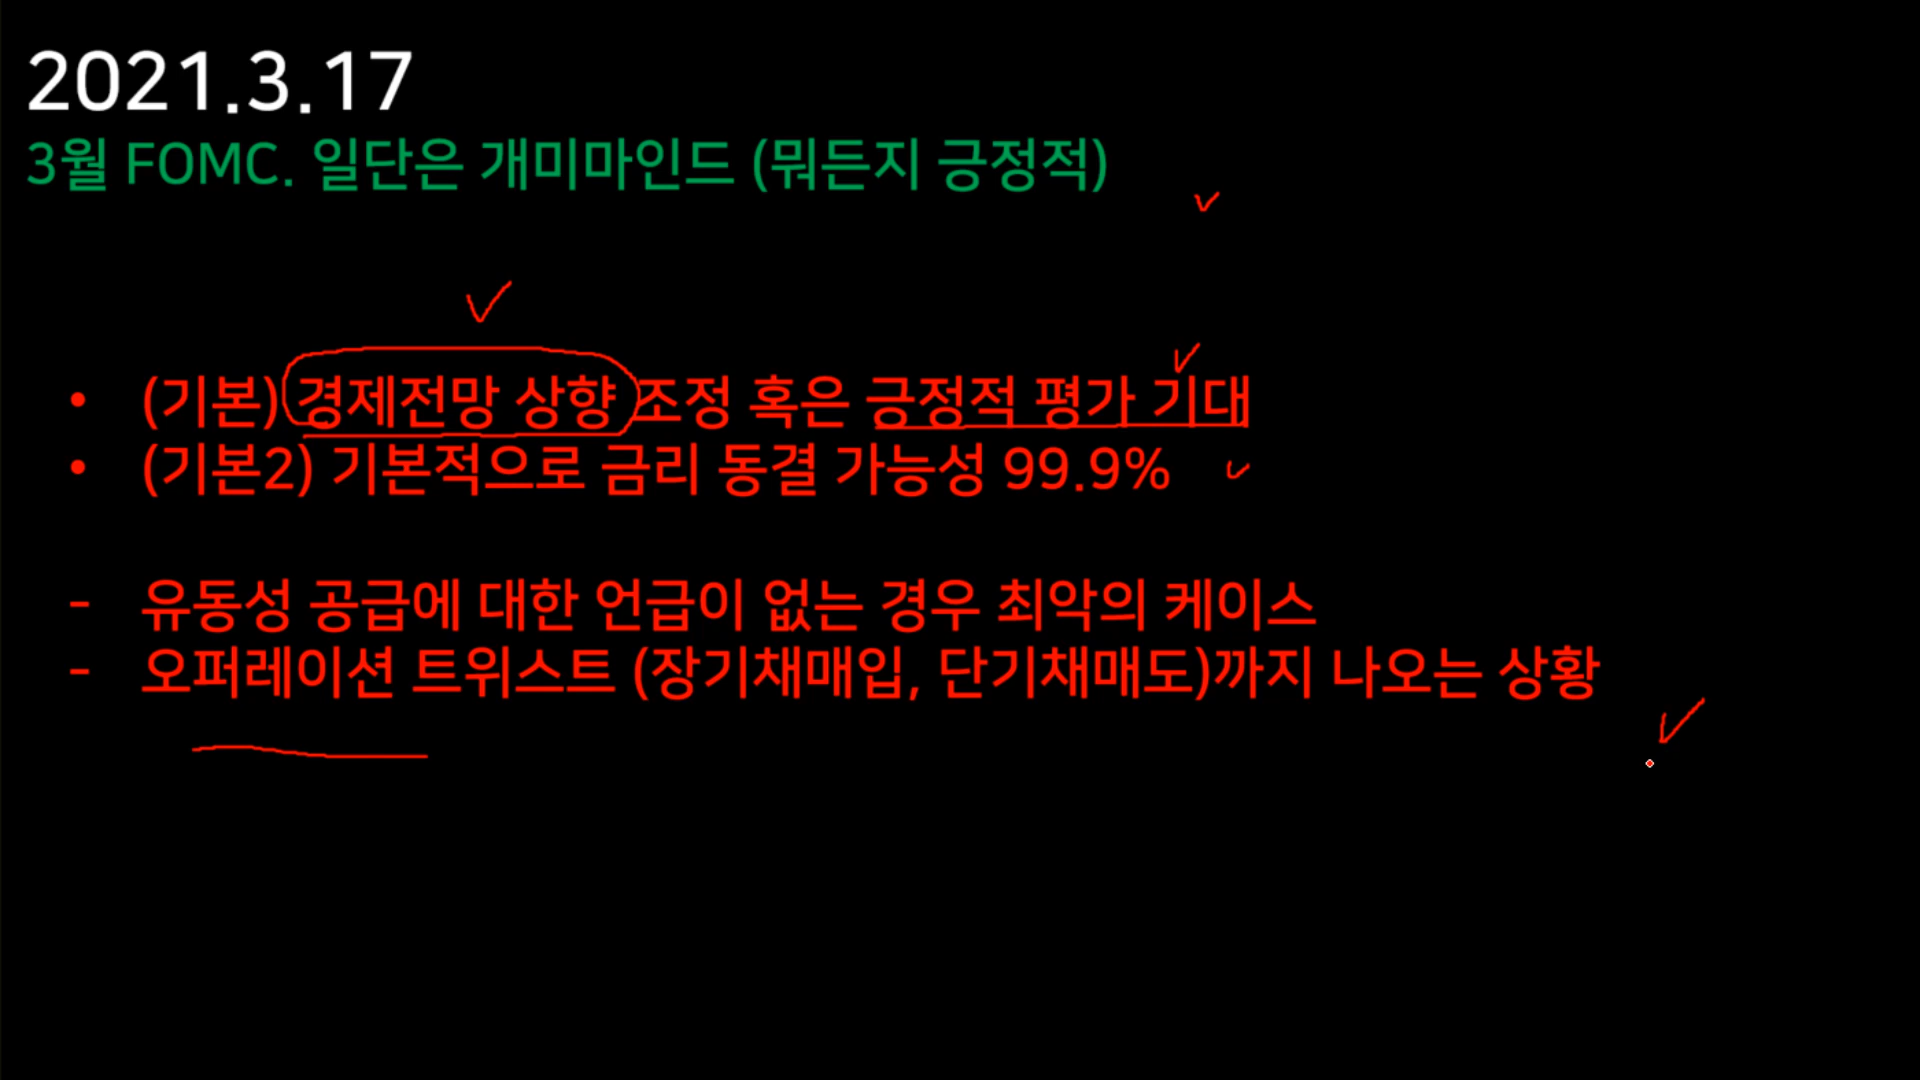 2021.3.17
3월 FOMC. 일단은 개미마인드 (뭐든지 긍정적)
• (기본) 경제전망 상향 조정 혹은 긍정적 평가 기대
• (기본2) 기본적으로 금리 동결 가능성 99.9%
- 유동성 공급에 대한 언급이 없는 경우 최악의 케이스
- 오퍼레이션 트위스트 (장기채매입, 단기채매도)까지 나오는 상황